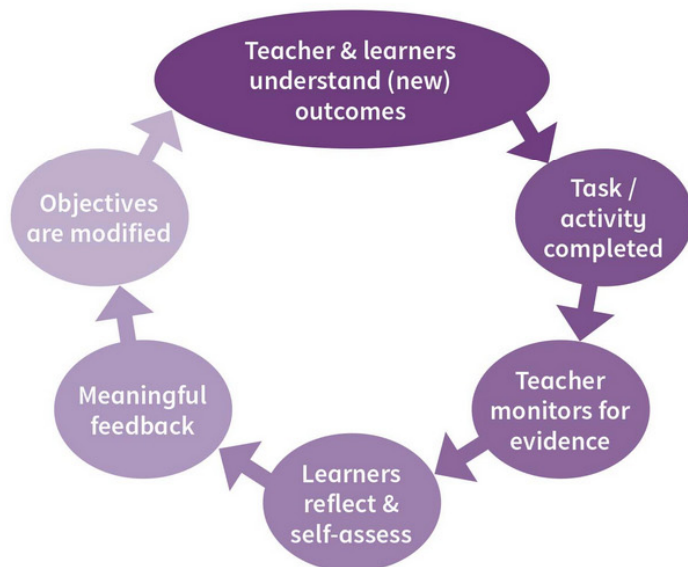 Teacher & learners
understand (new)
outcomes
Task /
activity
completed
Teacher
monitors for
evidence
Learners
reflect &
self-assess
Meaningful
feedback
Objectives
are modified